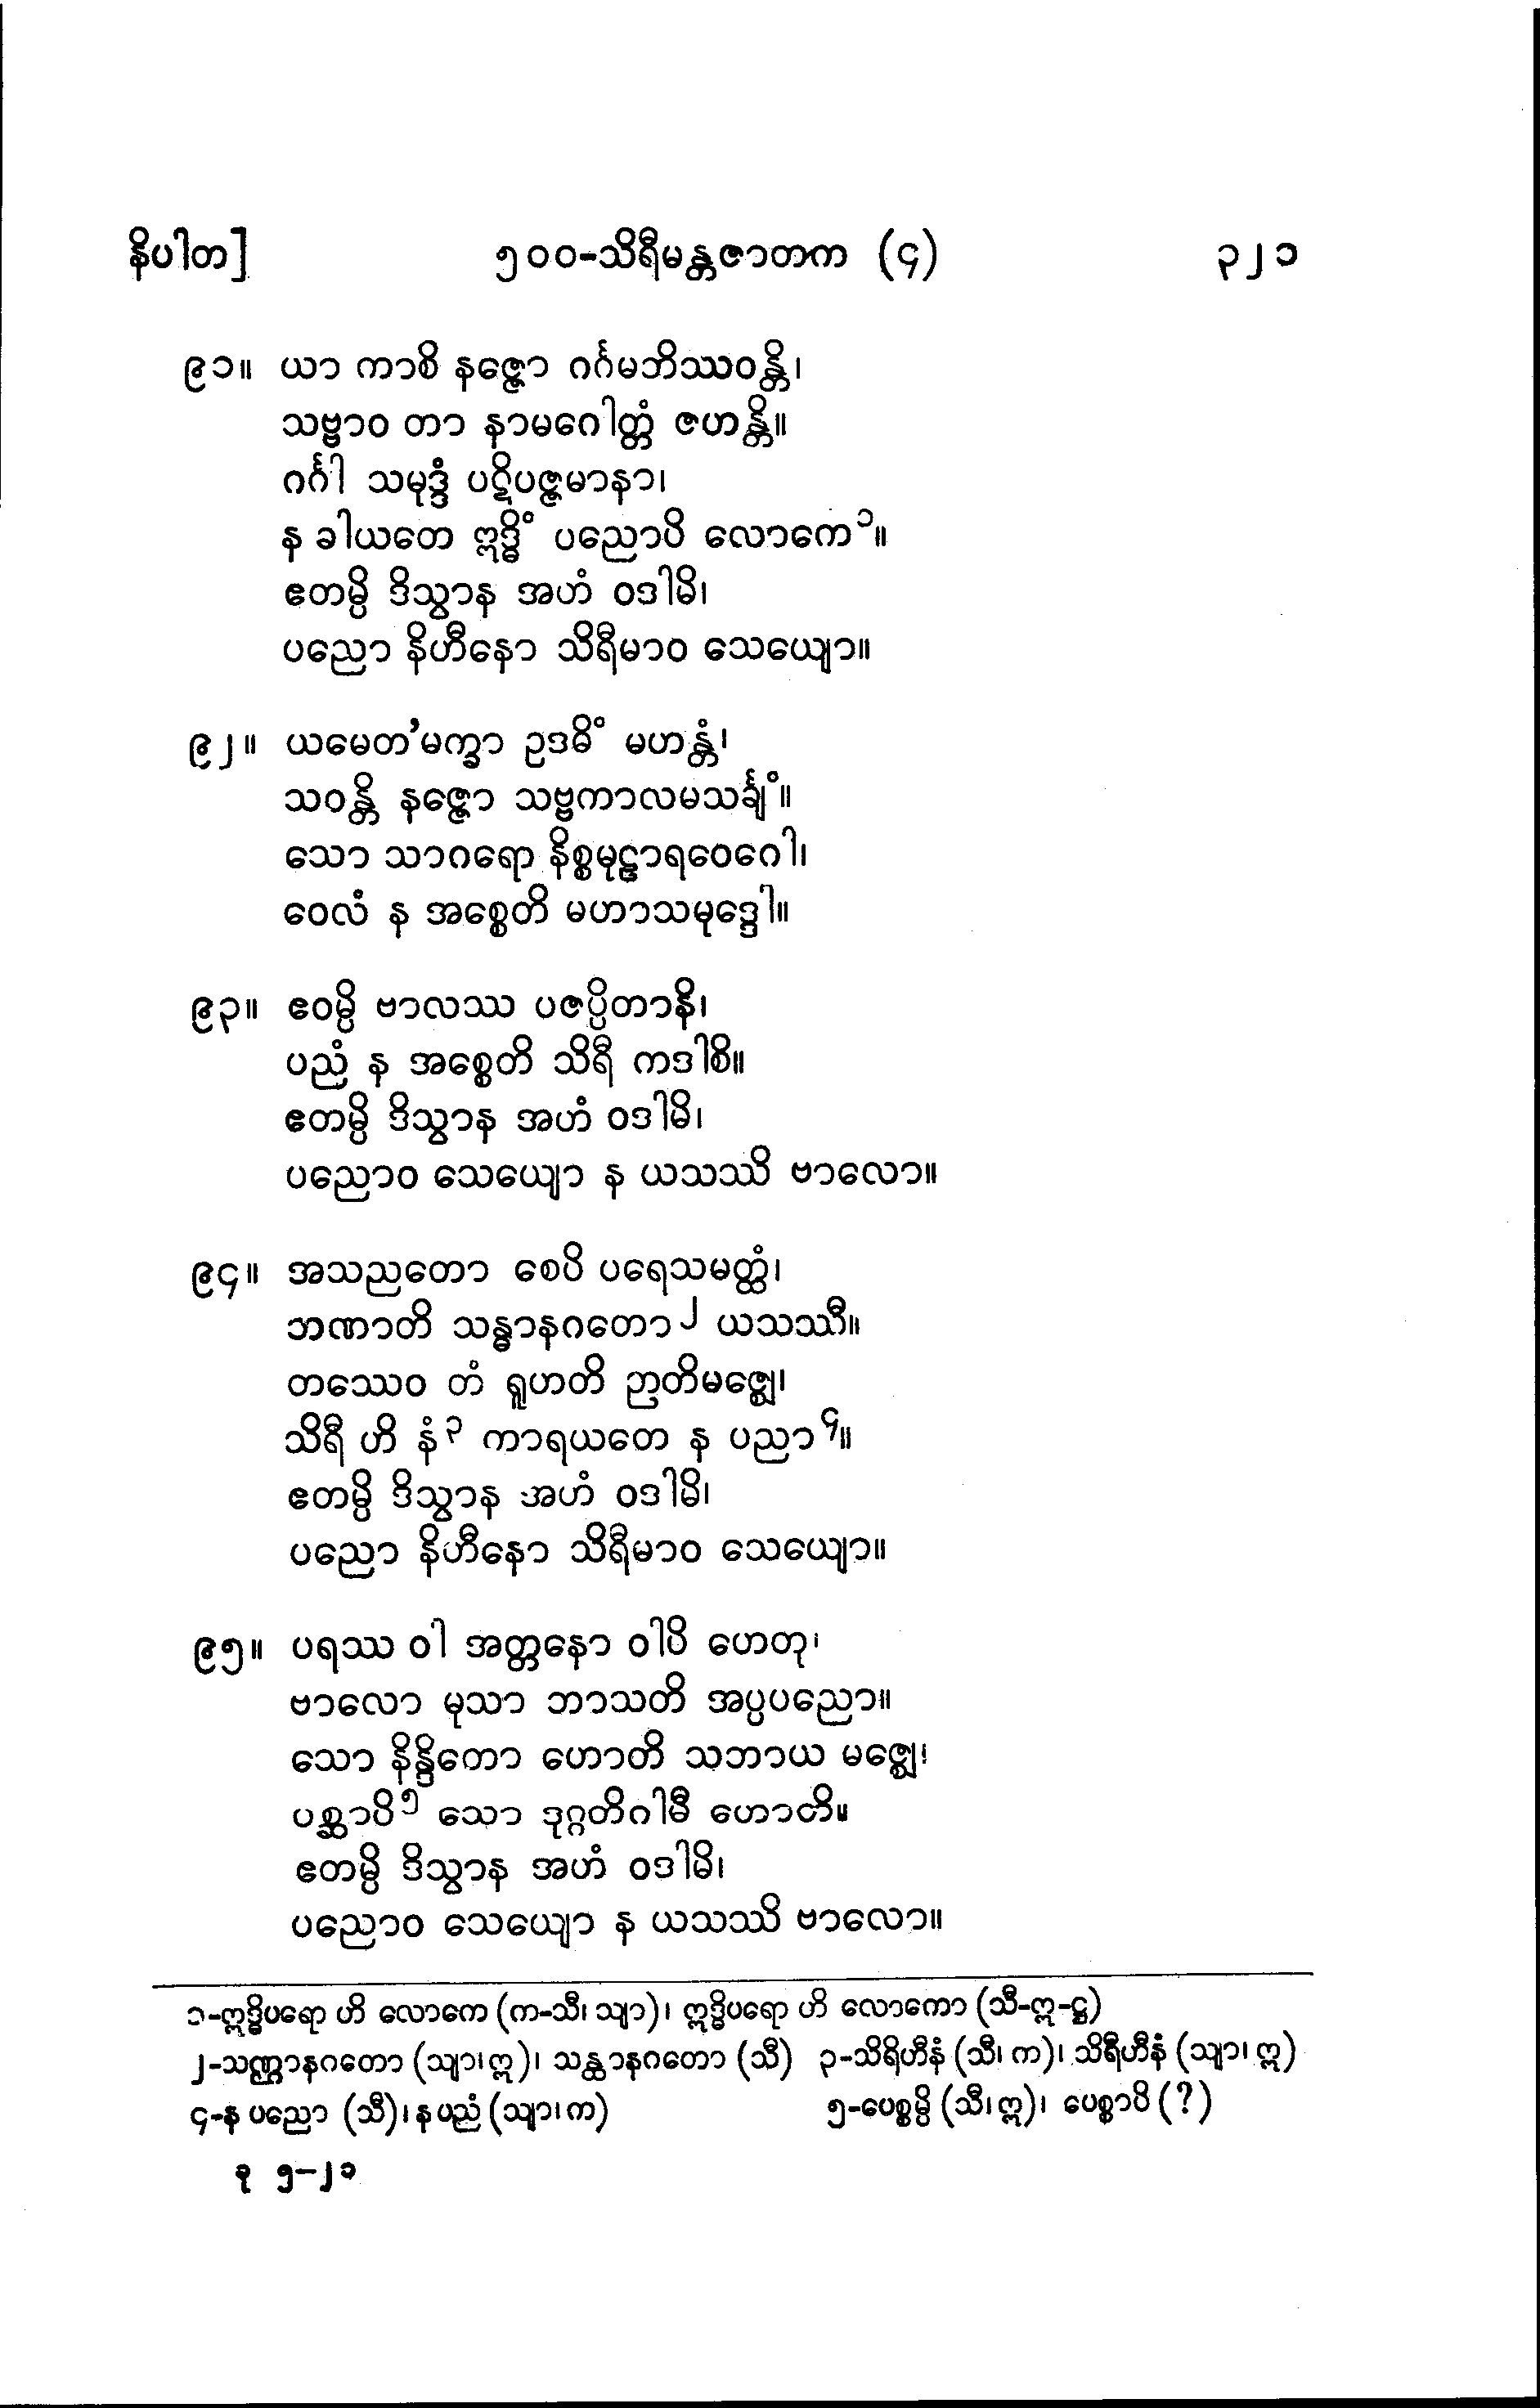 နိပါတ] ၅၀၀-သိရီမန္တဇာတက (၄) ၃၂၁
၉၁။ ယာ ကာစိ နဇ္ဇော ဂင်္ဂမဘိဿဝန္တိ၊
သဗ္ဗာဝ တာ နာမဂေါတ္တံ ဇဟန္တိ။
ဂင်္ဂါ သမုဒ္ဒံ ပဋိပဇ္ဇမာနာ၊
န ခါယတေ ဣဒ္ဓိံ ပညောပိ လောကေ၁။
ဧတမ္ပိ ဒိသွာန အဟံ ဝဒါမိ၊
ပညော နိဟီနော သိရီမာဝ သေယျော။
၉၂။ ယမေတ’မက္ခာ ဥဒဓိံ မဟန္တံ၊
သဝန္တိ နဇ္ဇော သဗ္ဗကာလမသင်္ချံ။
သော သာဂရော နိစ္စမုဠာရဝေဂေါ၊
ဝေလံ န အစ္စေတိ မဟာသမုဒ္ဒေါ။
၉၃။ ဧဝမ္ပိ ဗာလဿ ပဇပ္ပိတာနိ၊
ပညံ န အစ္စေတိ သိရီ ကဒါစိ။
ဧတမ္ပိ ဒိသွာန အဟံ ဝဒါမိ၊
ပညောဝ သေယျော န ယသဿိ ဗာလော။
၉၄။ အသညတော စေပိ ပရေသမတ္ထံ၊
ဘဏာတိ သန္ဓာနဂတော၂ ယသဿီ။
တဿေဝ တံ ရူဟတိ ဉာတိမဇ္ဈေ၊
သိရီ ဟိ နံ၃ ကာရယတေ န ပညာ၄။
ဧတမ္ပိ ဒိသွာန အဟံ ဝဒါမိ၊
ပညော နိဟီနော သိရီမာဝ သေယျော။
၉၅။ ပရဿ ဝါ အတ္တနော ဝါပိ ဟေတု၊
ဗာလော မုသာ ဘာသတိ အပ္ပပညော။
သော နိန္ဒိတော ဟောတိ သဘာယ မဇ္ဈေ၊
ပစ္ဆာပိ၅ သော ဒုဂ္ဂတိဂါမီ ဟောတိ။
ဧတမ္ပိ ဒိသွာန အဟံ ဝဒါမိ၊
ပညောဝ သေယျော န ယသဿိ ဗာလော။
၁-ဣဒ္ဓိပရော ဟိ လောကေ (က-သီ၊ သျာ)၊ ဣဒ္ဓိပရော ဟိ လောကော (သီ-ဣ-ဋ္ဌ)
၂-သဏ္ဌာနဂတော (သျာ၊ဣ)၊ သန္ထာနဂတော (သီ) ၃-သိရိဟီနံ (သီ၊ က)၊ သိရီဟီနံ (သျာ၊ ဣ)
၄-န ပညော (သီ)၊ န ပညံ (သျာ၊က) ၅-ပေစ္စမ္ပိ (သီ၊ဣ)၊ ပေစ္စာပိ (?)
ခု ၅−၂၁